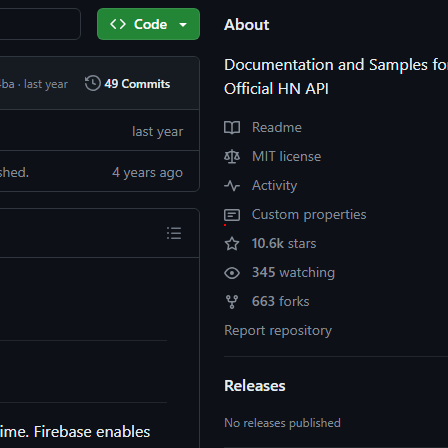 Code
ba · last year
49 Commits
last year
shed.
4 years ago
ime. Firebase enables
About
Documentation and Samples for
Official HN API
Readme
MIT license
Activity
Custom properties
10.6k stars
345 watching
663 forks
Report repository
Releases
No releases published